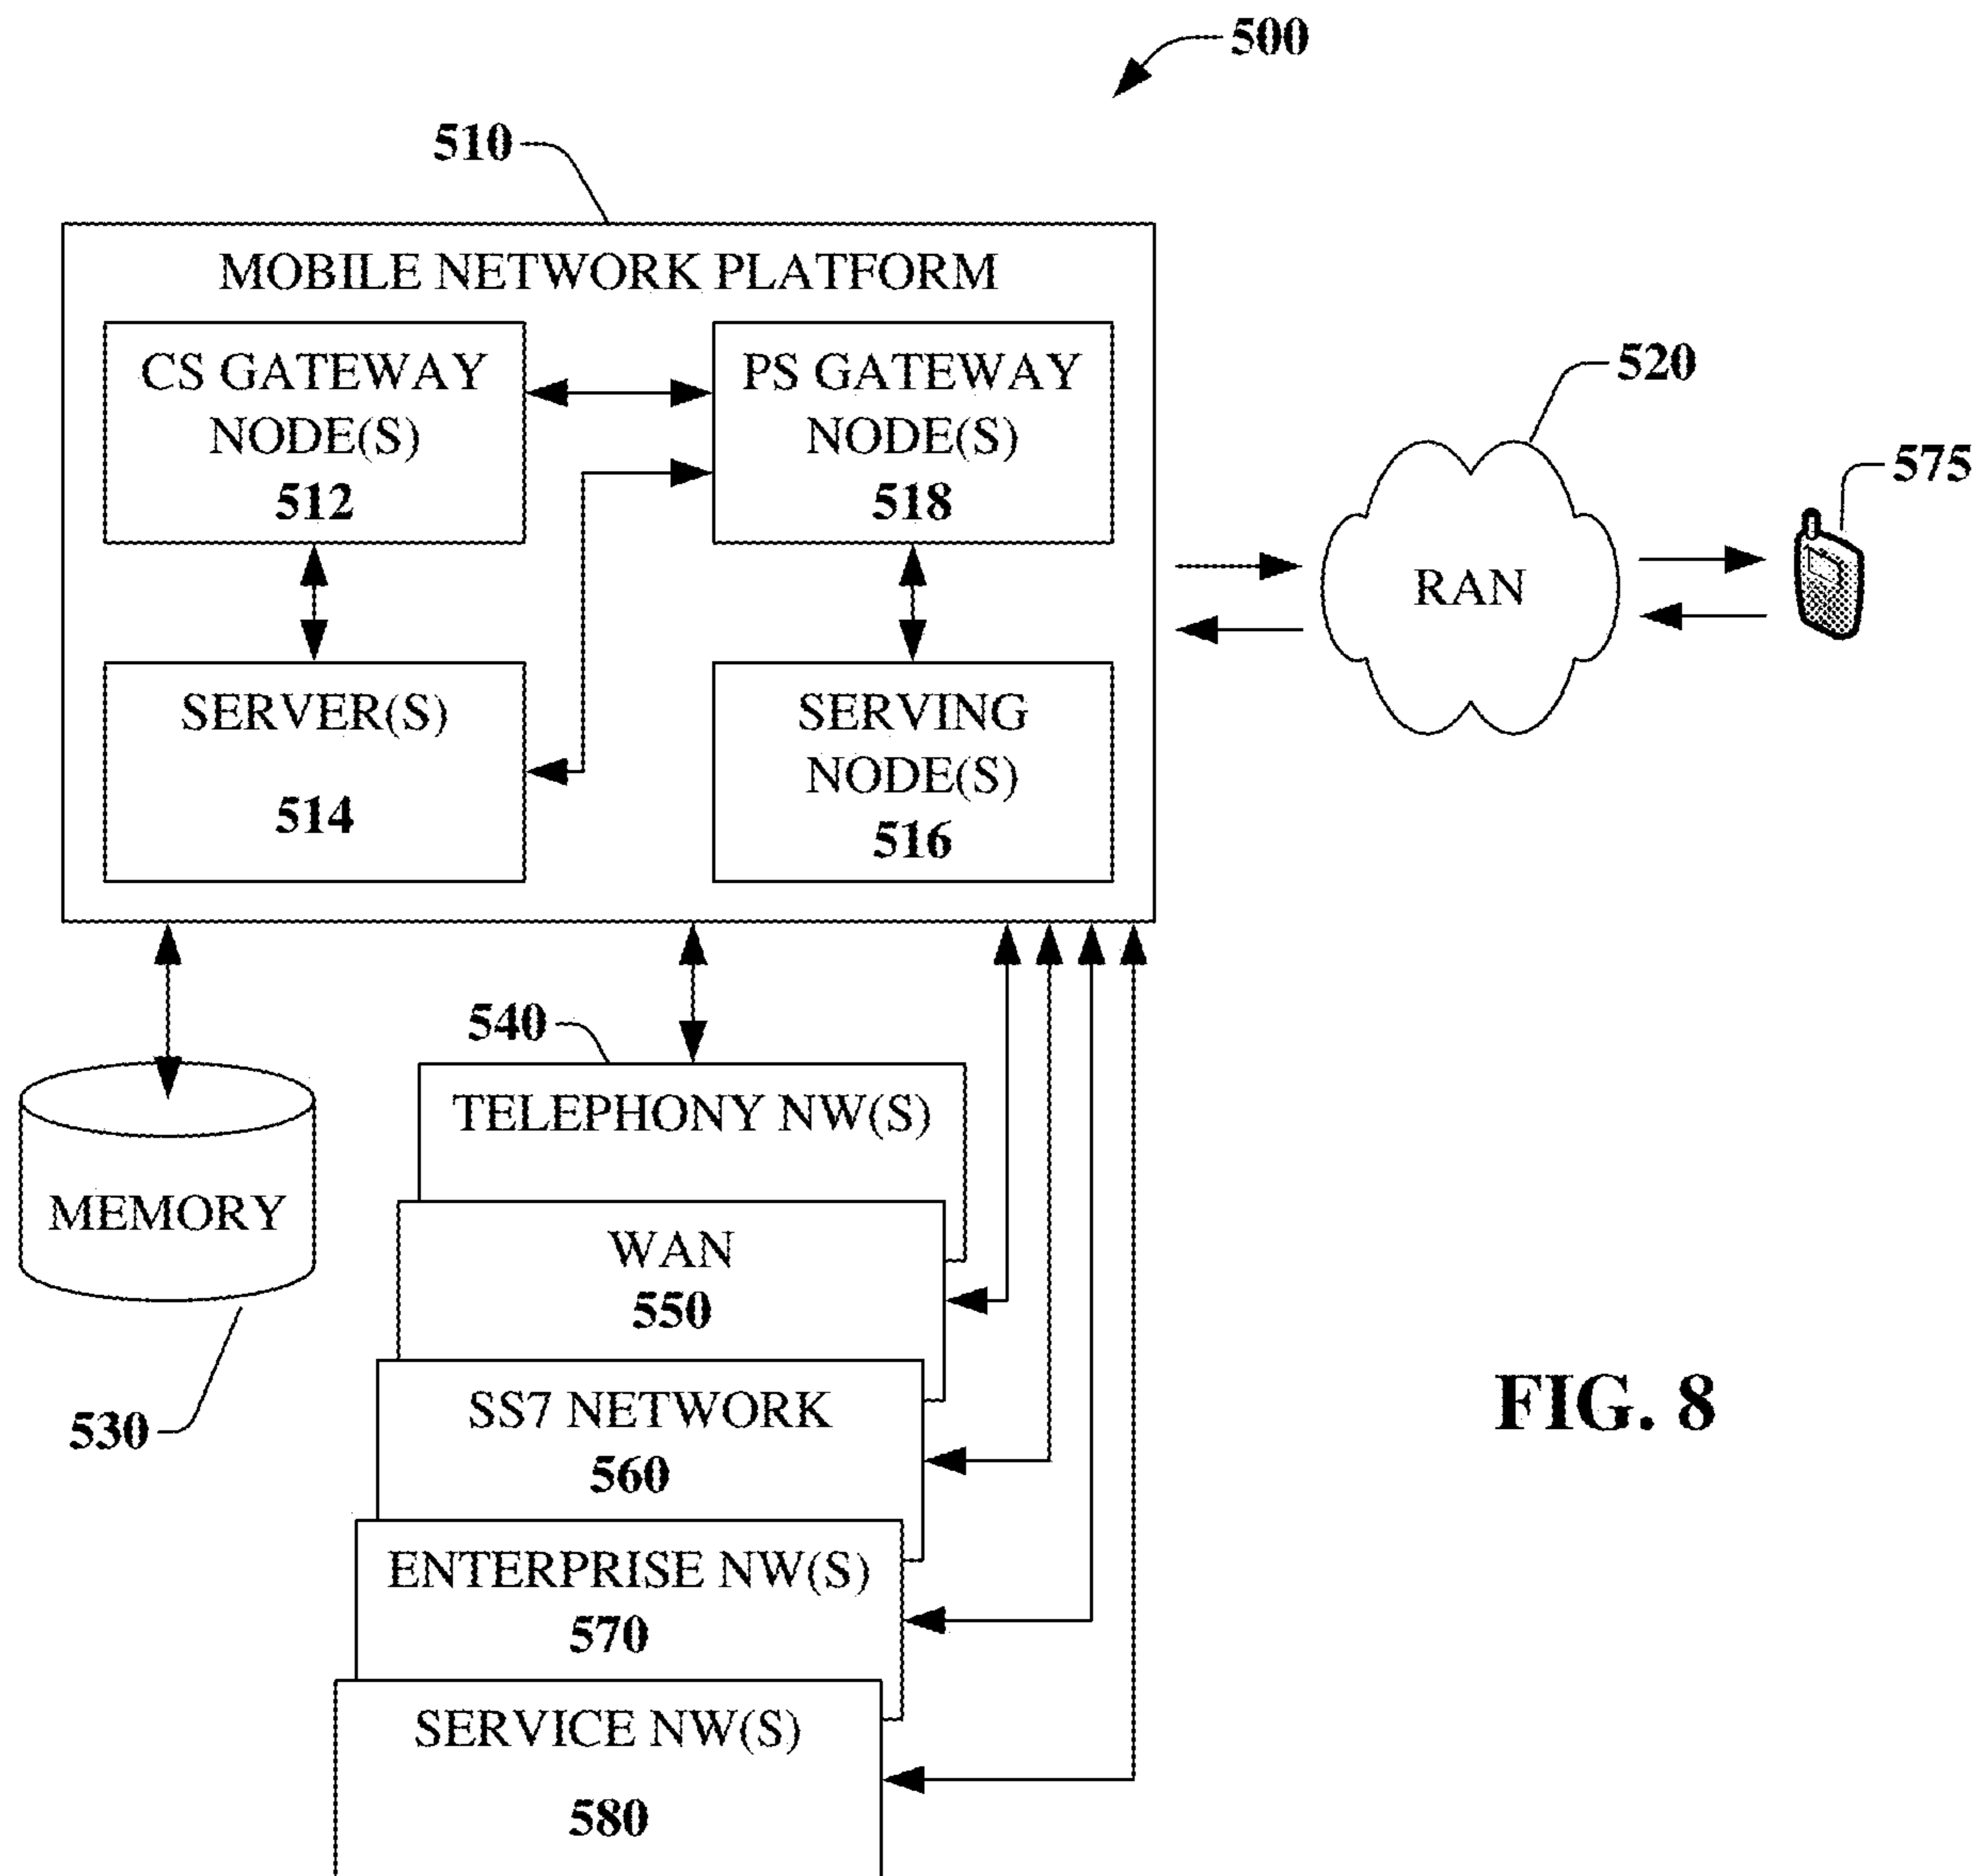 500
510
MOBILE NETWORK PLATFORM
CS GATEWAY
NODE(S)
512
PS GATEWAY
NODE(S)
518
SERVER(S)
514
SERVING
NODE(S)
516
520
RAN
575
540
TELEPHONY NW(S)
MEMORY
530
WAN
550
SS7 NETWORK
560
ENTERPRISE NW(S)
570
SERVICE NW(S)
580
FIG. 8